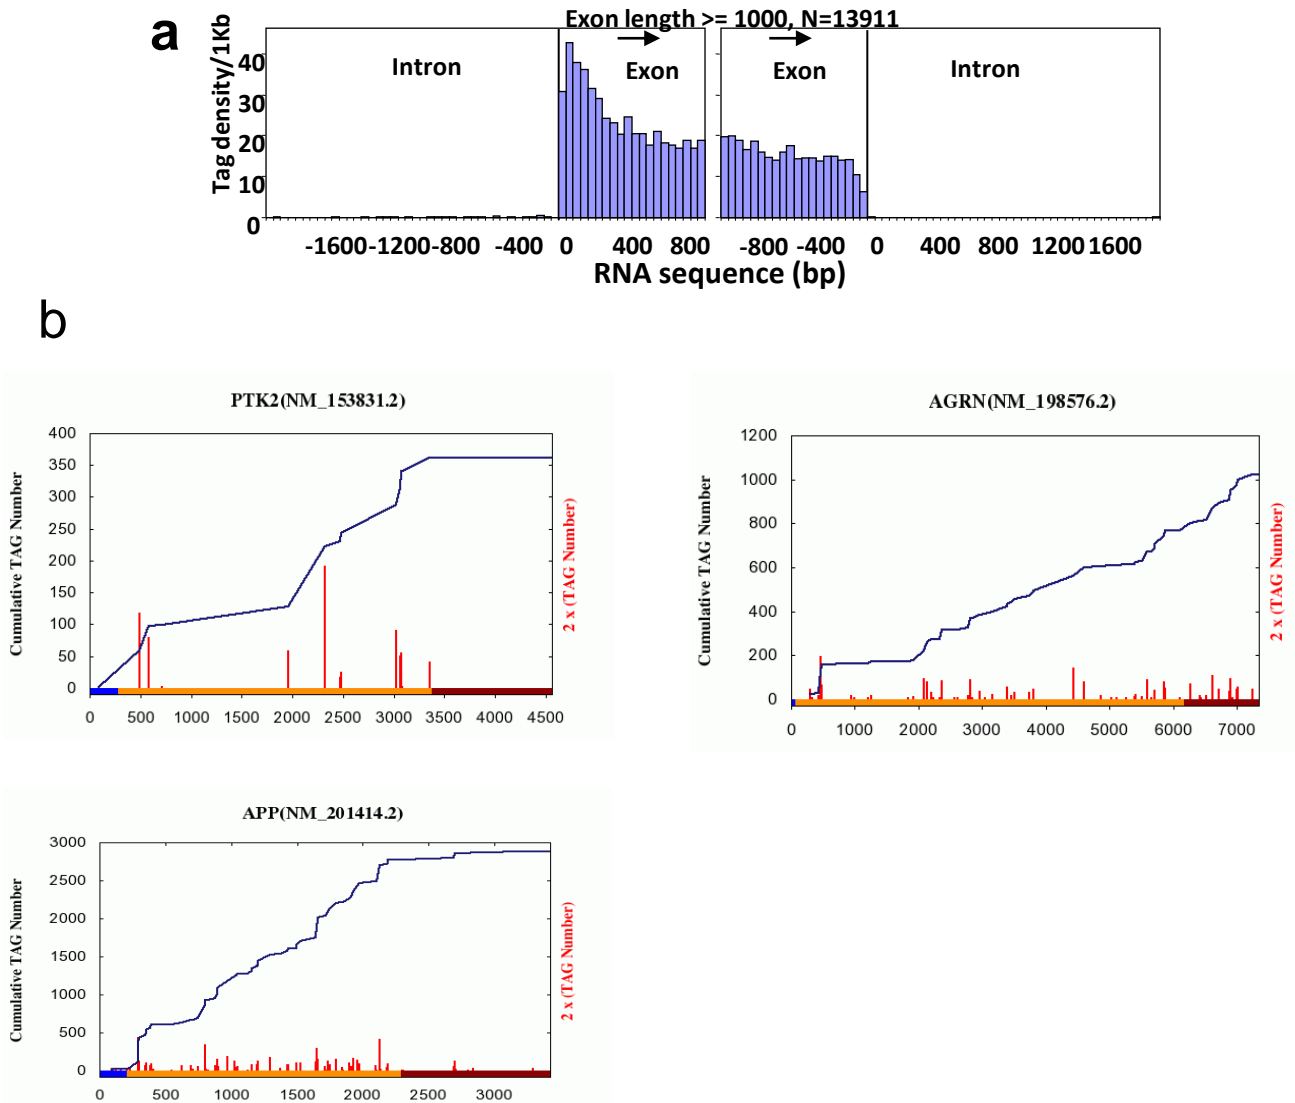 a
Exon length >= 1000, N=13911
Tag density/1Kb
40
30
20
10
0
Intron
Exon
Exon
Intron
-1600 -1200 -800 -400 0 400 800 -800 -400 0 400 800 1200 1600
RNA sequence (bp)
b
PTK2(NM_153831.2)
Cumulative TAG Number
400
350
300
250
200
150
100
50
0
0 500 1000 1500 2000 2500 3000 3500 4000 4500
2 x (TAG Number)
AGRN(NM_198576.2)
Cumulative TAG Number
1200
1000
800
600
400
200
0
0 1000 2000 3000 4000 5000 6000 7000
2 x (TAG Number)
APP(NM_201414.2)
Cumulative TAG Number
3000
2500
2000
1500
1000
500
0
0 500 1000 1500 2000 2500 3000
2 x (TAG Number)